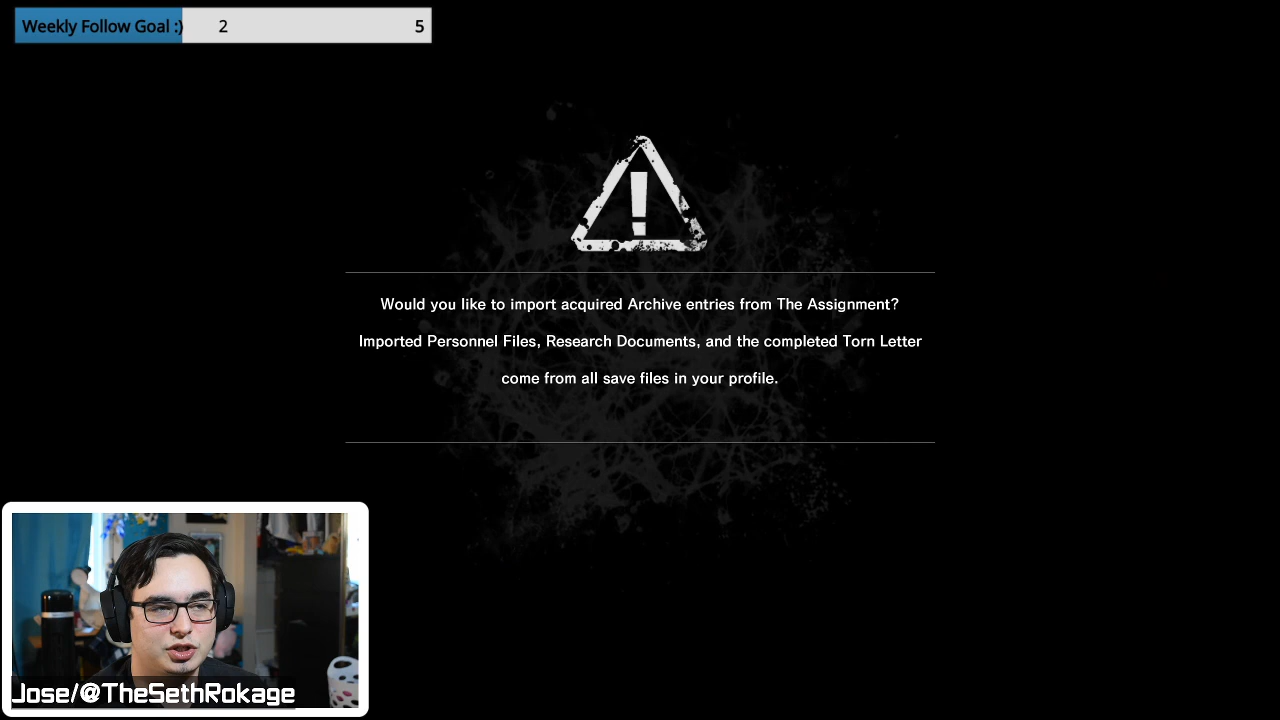 Weekly Follow Goal :) 2 5
Would you like to import acquired Archive entries from The Assignment?
Imported Personnel Files, Research Documents, and the completed Torn Letter
come from all save files in your profile.
Jose/@TheSethRokage